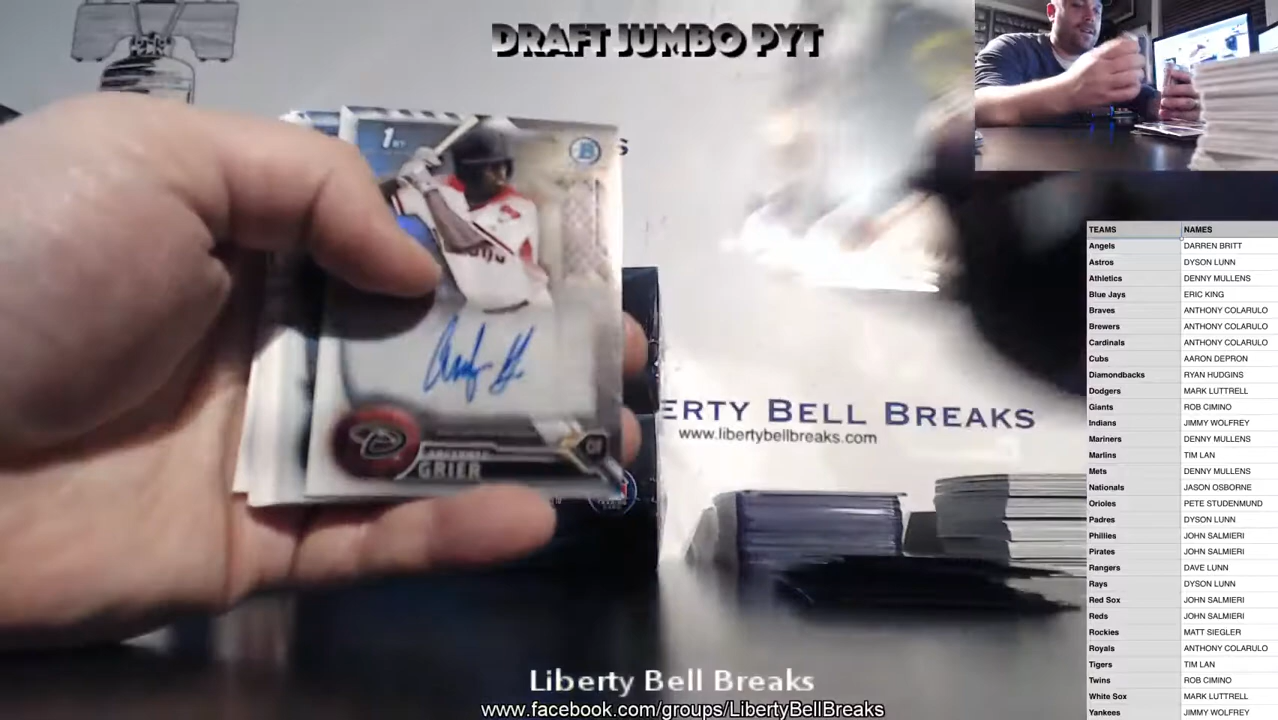 DRAFT JUMBO PYT
1ST
B
GRIER
OF
ERTY BELL BREAKS
www.libertybellbreaks.com
TEAMS NAMES
Angels DARREN BRITT
Astros DYSON LUNN
Athletics DENNY MULLENS
Blue Jays ERIC KING
Braves ANTHONY COLARULO
Brewers ANTHONY COLARULO
Cardinals ANTHONY COLARULO
Cubs AARON DEPRON
Diamondbacks RYAN HUDGINS
Dodgers MARK LUTTRELL
Giants ROB CIMINO
Indians JIMMY WOLFREY
Mariners DENNY MULLENS
Marlins TIM LAN
Mets DENNY MULLENS
Nationals JASON OSBORNE
Orioles PETE STUDENMUND
Padres DYSON LUNN
Phillies JOHN SALMIERI
Pirates JOHN SALMIERI
Rangers DAVE LUNN
Rays DYSON LUNN
Red Sox JOHN SALMIERI
Reds JOHN SALMIERI
Rockies MATT SIEGLER
Royals ANTHONY COLARULO
Tigers TIM LAN
Twins ROB CIMINO
White Sox MARK LUTTRELL
Yankees JIMMY WOLFREY
Liberty Bell Breaks
www.facebook.com/groups/LibertyBellBreaks